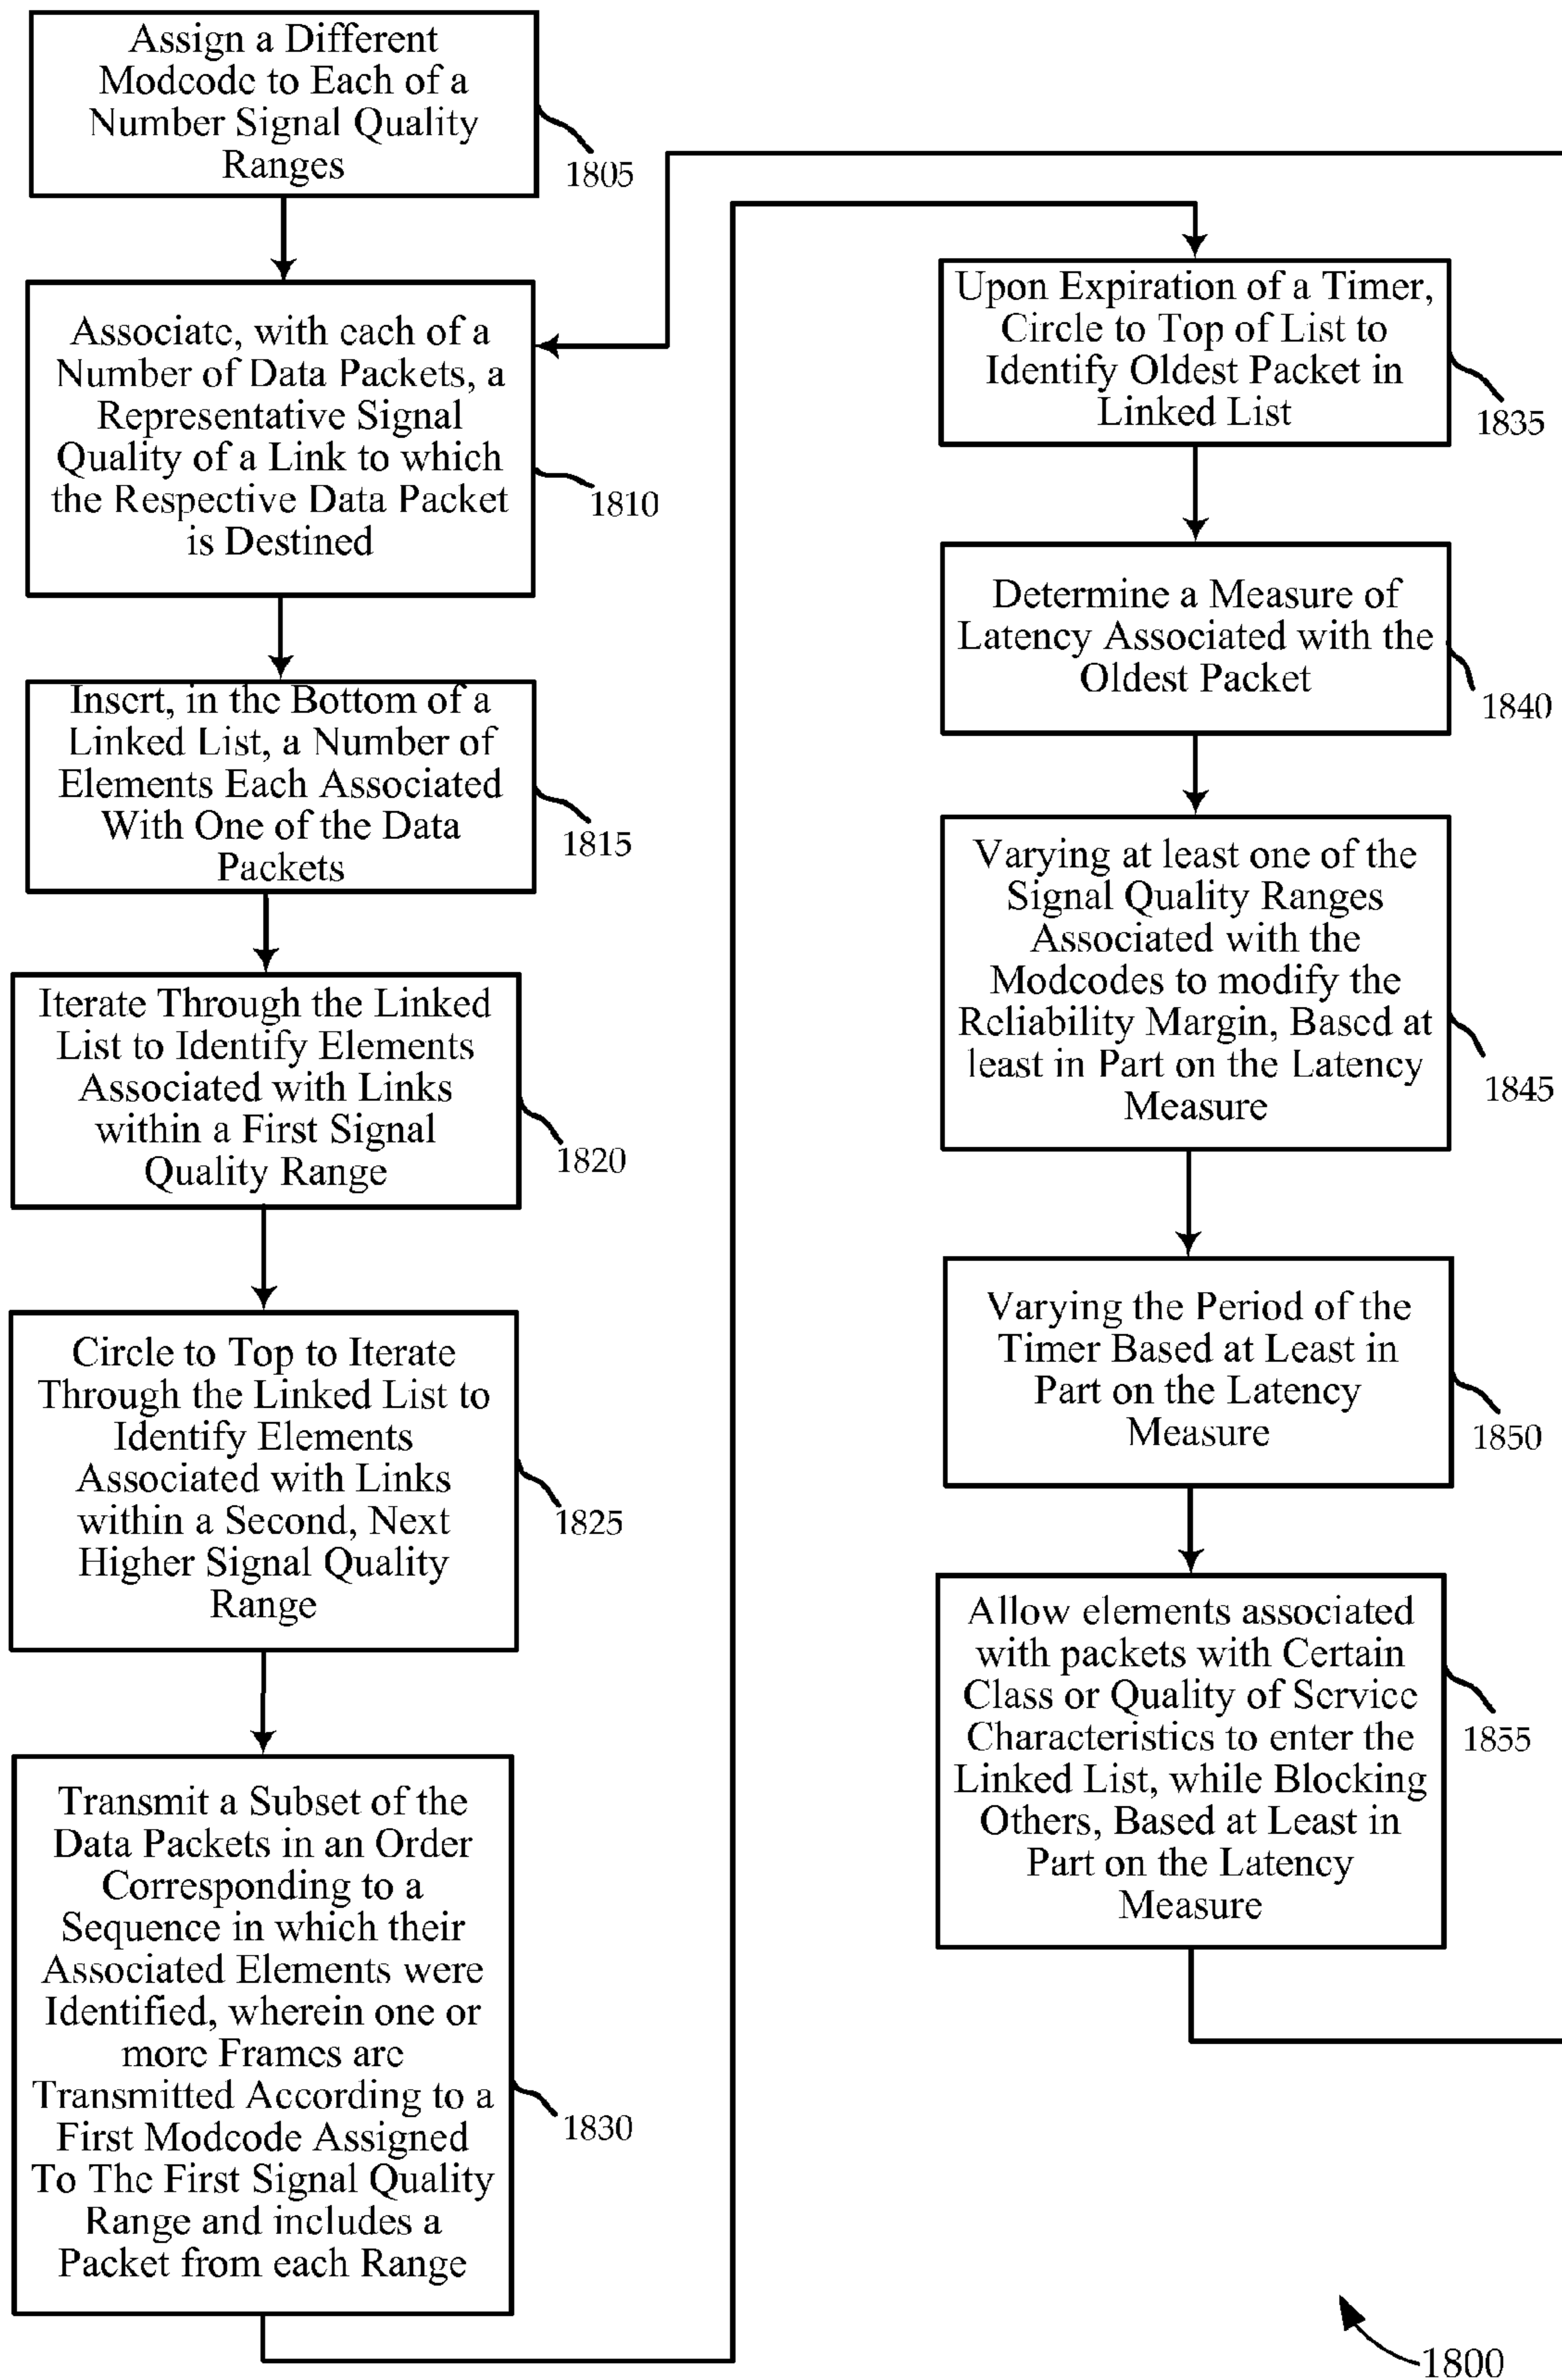 Assign a Different
Modcode to Each of a
Number Signal Quality
Ranges
1805
Associate, with each of a
Number of Data Packets, a
Representative Signal
Quality of a Link to which
the Respective Data Packet
is Destined
1810
Insert, in the Bottom of a
Linked List, a Number of
Elements Each Associated
With One of the Data
Packets
1815
Iterate Through the Linked
List to Identify Elements
Associated with Links
within a First Signal
Quality Range
1820
Circle to Top to Iterate
Through the Linked List to
Identify Elements
Associated with Links
within a Second, Next
Higher Signal Quality
Range
1825
Transmit a Subset of the
Data Packets in an Order
Corresponding to a
Sequence in which their
Associated Elements were
Identified, wherein one or
more Frames are
Transmitted According to a
First Modcode Assigned
To The First Signal Quality
Range and includes a
Packet from each Range
1830
Upon Expiration of a Timer,
Circle to Top of List to
Identify Oldest Packet in
Linked List
1835
Determine a Measure of
Latency Associated with the
Oldest Packet
1840
Varying at least one of the
Signal Quality Ranges
Associated with the
Modcodes to modify the
Reliability Margin, Based at
least in Part on the Latency
Measure
1845
Varying the Period of the
Timer Based at Least in
Part on the Latency
Measure
1850
Allow elements associated
with packets with Certain
Class or Quality of Service
Characteristics to enter the
Linked List, while Blocking
Others, Based at Least in
Part on the Latency
Measure
1855
1800